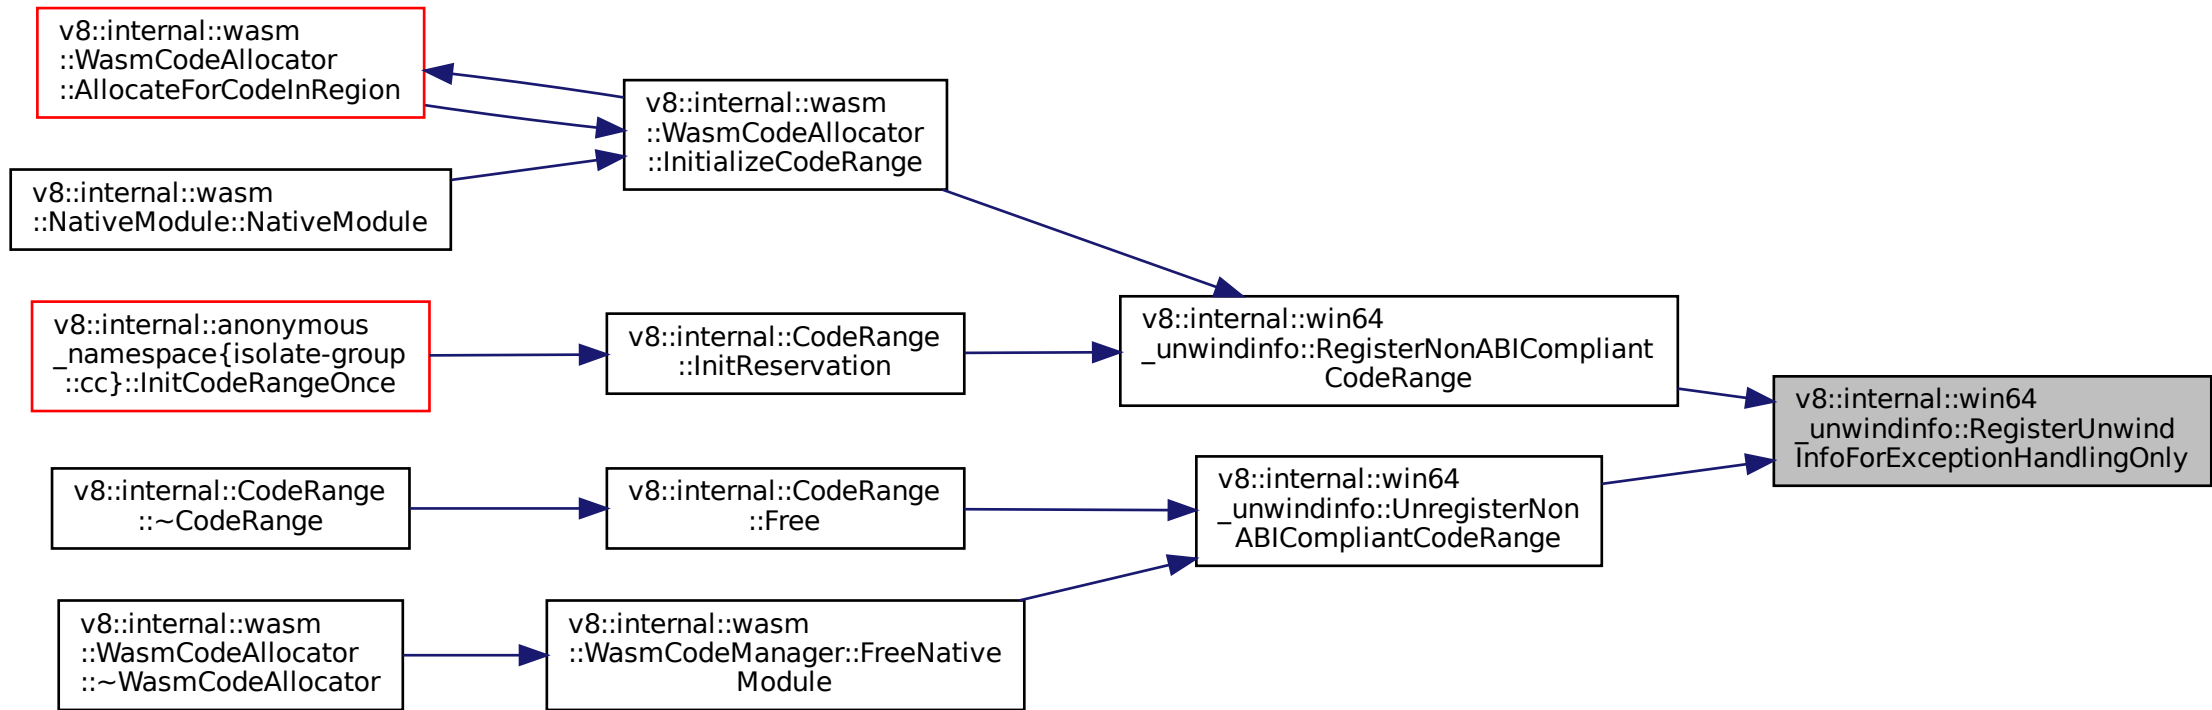 v8::internal::wasm
::WasmCodeAllocator
::AllocateForCodeInRegion
v8::internal::wasm
::WasmCodeAllocator
::InitializeCodeRange
v8::internal::wasm
::NativeModule::NativeModule
v8::internal::anonymous
_namespace{isolate-group
::cc}::InitCodeRangeOnce
v8::internal::CodeRange
::InitReservation
v8::internal::win64
_unwindinfo::RegisterNonABICompliant
CodeRange
v8::internal::win64
_unwindinfo::RegisterUnwind
InfoForExceptionHandlingOnly
v8::internal::CodeRange
::~CodeRange
v8::internal::CodeRange
::Free
v8::internal::win64
_unwindinfo::UnregisterNon
ABICompliantCodeRange
v8::internal::wasm
::WasmCodeAllocator
::~WasmCodeAllocator
v8::internal::wasm
::WasmCodeManager::FreeNative
Module